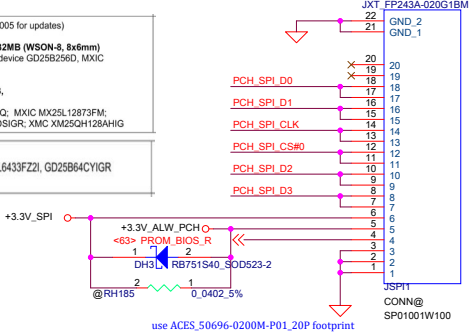 JXT_FP243A-020G1BM
005 for updates)
32MB (WSON-8, 8x6mm)
device GD25B256D, MXIC
Q; MXIC MX25L12873FM;
OSIGR; XMC XM25QH128AHIG
6433FZ2I, GD25B64CYIGR
22 GND_2
21 GND_1
20 20
19 19
18 18
17 17
16 16
15 15
14 14
13 13
12 12
11 11
10 10
9 9
8 8
7 7
6 6
5 5
4 4
3 3
2 2
1 1
PCH_SPI_D0
PCH_SPI_D1
PCH_SPI_CLK
PCH_SPI_CS#0
PCH_SPI_D2
PCH_SPI_D3
+3.3V_SPI
+3.3V_ALW_PCH
<63> PROM_BIOS_R
1 2
DH3 RB751S40_SOD523-2
2 1
@RH185 0_0402_5%
JSPI1
CONN@
SP01001W100
use ACES_50696-0200M-P01_20P footprint